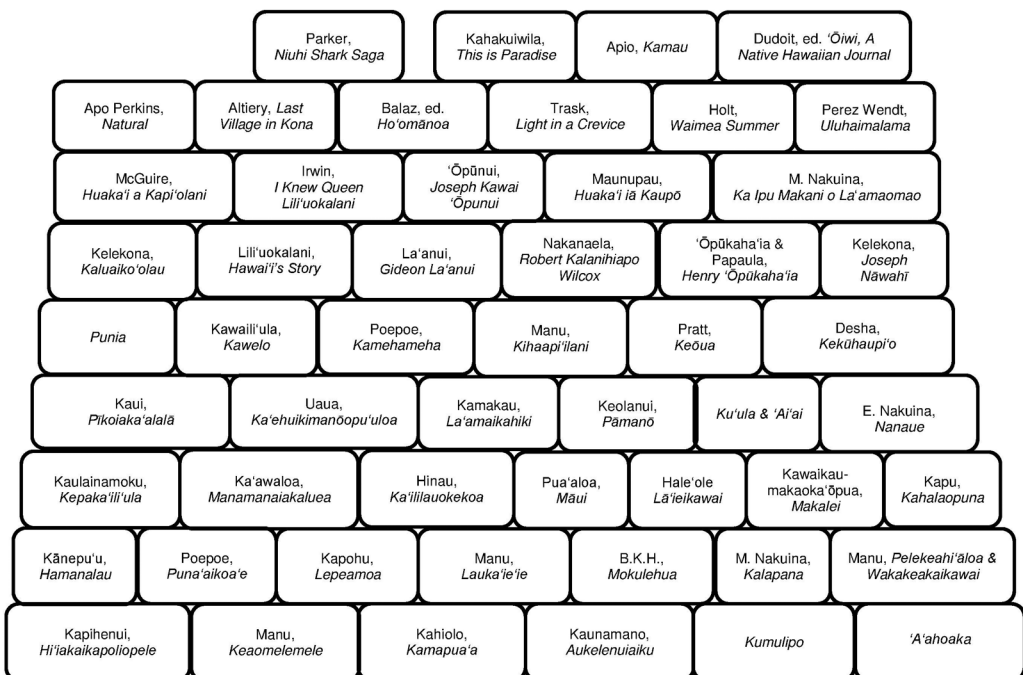 Parker,
Niuhi Shark Saga
Kahakuiwila,
This is Paradise
Apio, Kamau
Dudoit, ed. ʻŌiwi, A
Native Hawaiian Journal
Apo Perkins,
Natural
Altiery, Last
Village in Kona
Balaz, ed.
Hoʻomānoa
Trask,
Light in a Crevice
Holt,
Waimea Summer
Perez Wendt,
Uluhaimalama
McGuire,
Huakaʻi a Kapiʻolani
Irwin,
I Knew Queen
Liliʻuokalani
ʻŌpūnui,
Joseph Kawai
ʻŌpunui
Maunupau,
Huakaʻi iā Kaupō
M. Nakuina,
Ka Ipu Makani o Laʻamaomao
Kelekona,
Kaluaikoʻolau
Liliʻuokalani,
Hawaiʻi’s Story
Laʻanui,
Gideon Laʻanui
Nakanaela,
Robert Kalanihiapo
Wilcox
ʻŌpūkahaʻia &
Papaula,
Henry ʻŌpūkahaʻia
Kelekona,
Joseph
Nāwahī
Punia
Kawailiʻula,
Kawelo
Poepoe,
Kamehameha
Manu,
Kihaapiʻilani
Pratt,
Keōua
Desha,
Kekūhaupiʻo
Kaui,
Pīkoiakaʻalalā
Uaua,
Kaʻehuikimanōopuʻuloa
Kamakau,
Laʻamaikahiki
Keolanui,
Pāmanō
Kuʻula & ʻAiʻai
E. Nakuina,
Nanaue
Kaulainamoku,
Kepakaʻiliʻula
Kaʻawaloa,
Manamanaiakaluea
Hinau,
Kaʻililauokekoa
Puaʻaloa,
Māui
Haleʻole
Lāʻieikawai
Kawaikau-
makaokaʻōpua,
Makalei
Kapu,
Kahalaopuna
Kānepuʻu,
Hamanalau
Poepoe,
Punaʻaikoaʻe
Kapohu,
Lepeamoa
Manu,
Laukaʻieʻie
B.K.H.,
Mokulehua
M. Nakuina,
Kalapana
Manu, Pelekeahiʻāloa &
Wakakeakaikawai
Kapihenui,
Hiʻiakaikapoliopele
Manu,
Keaomelemele
Kahiolo,
Kamapuaʻa
Kaunamano,
Aukelenuiaiku
Kumulipo
ʻAʻahoaka